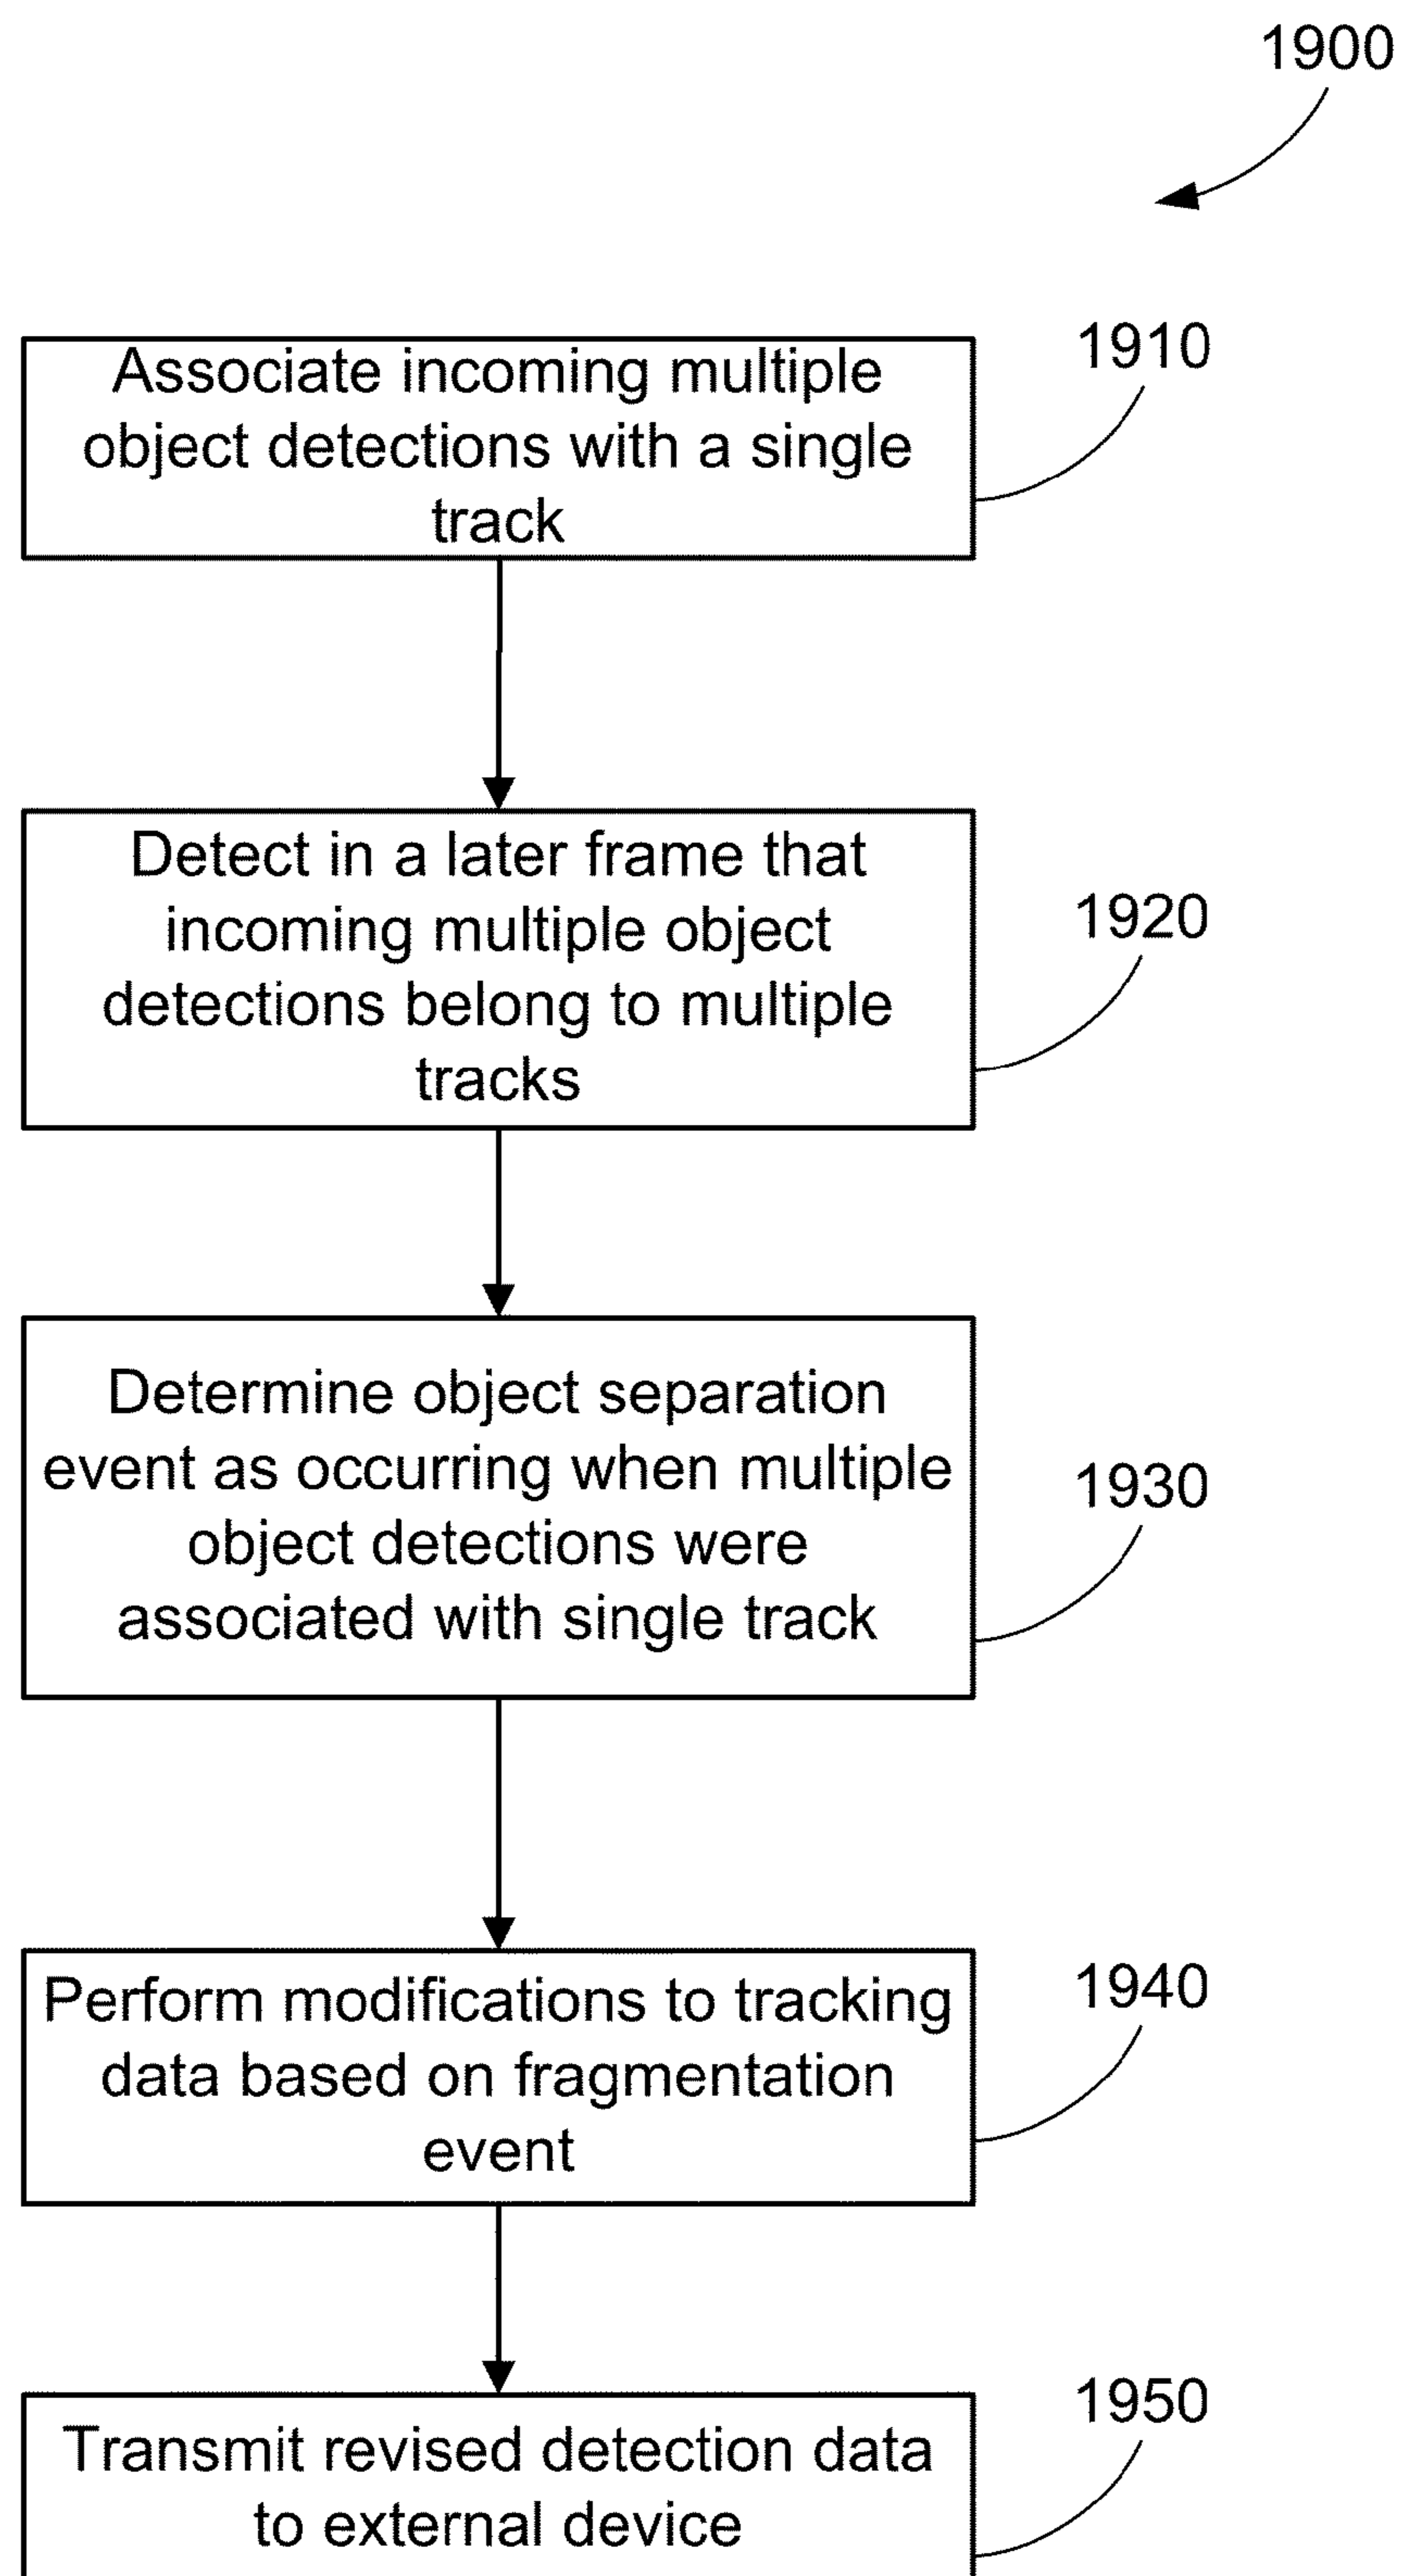 1900
Associate incoming multiple
object detections with a single
track
1910
Detect in a later frame that
incoming multiple object
detections belong to multiple
tracks
1920
Determine object separation
event as occurring when multiple
object detections were
associated with single track
1930
Perform modifications to tracking
data based on fragmentation
event
1940
Transmit revised detection data
to external device
1950